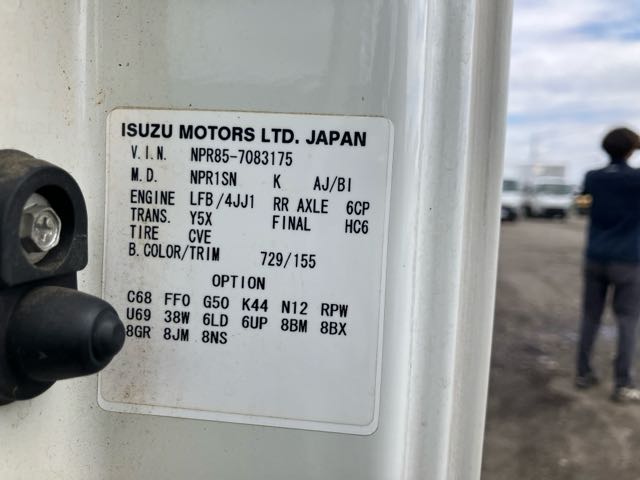 ISUZU MOTORS LTD. JAPAN
V.I.N. NPR85-7083175
M.D. NPR1SN K AJ/BI
ENGINE LFB/4JJ1 RR AXLE 6CP
TRANS. Y5X FINAL HC6
TIRE CVE
B.COLOR/TRIM 729/155
OPTION
C68 FF0 G50 K44 N12 RPW
U69 38W 6LD 6UP 8BM 8BX
8GR 8JM 8NS